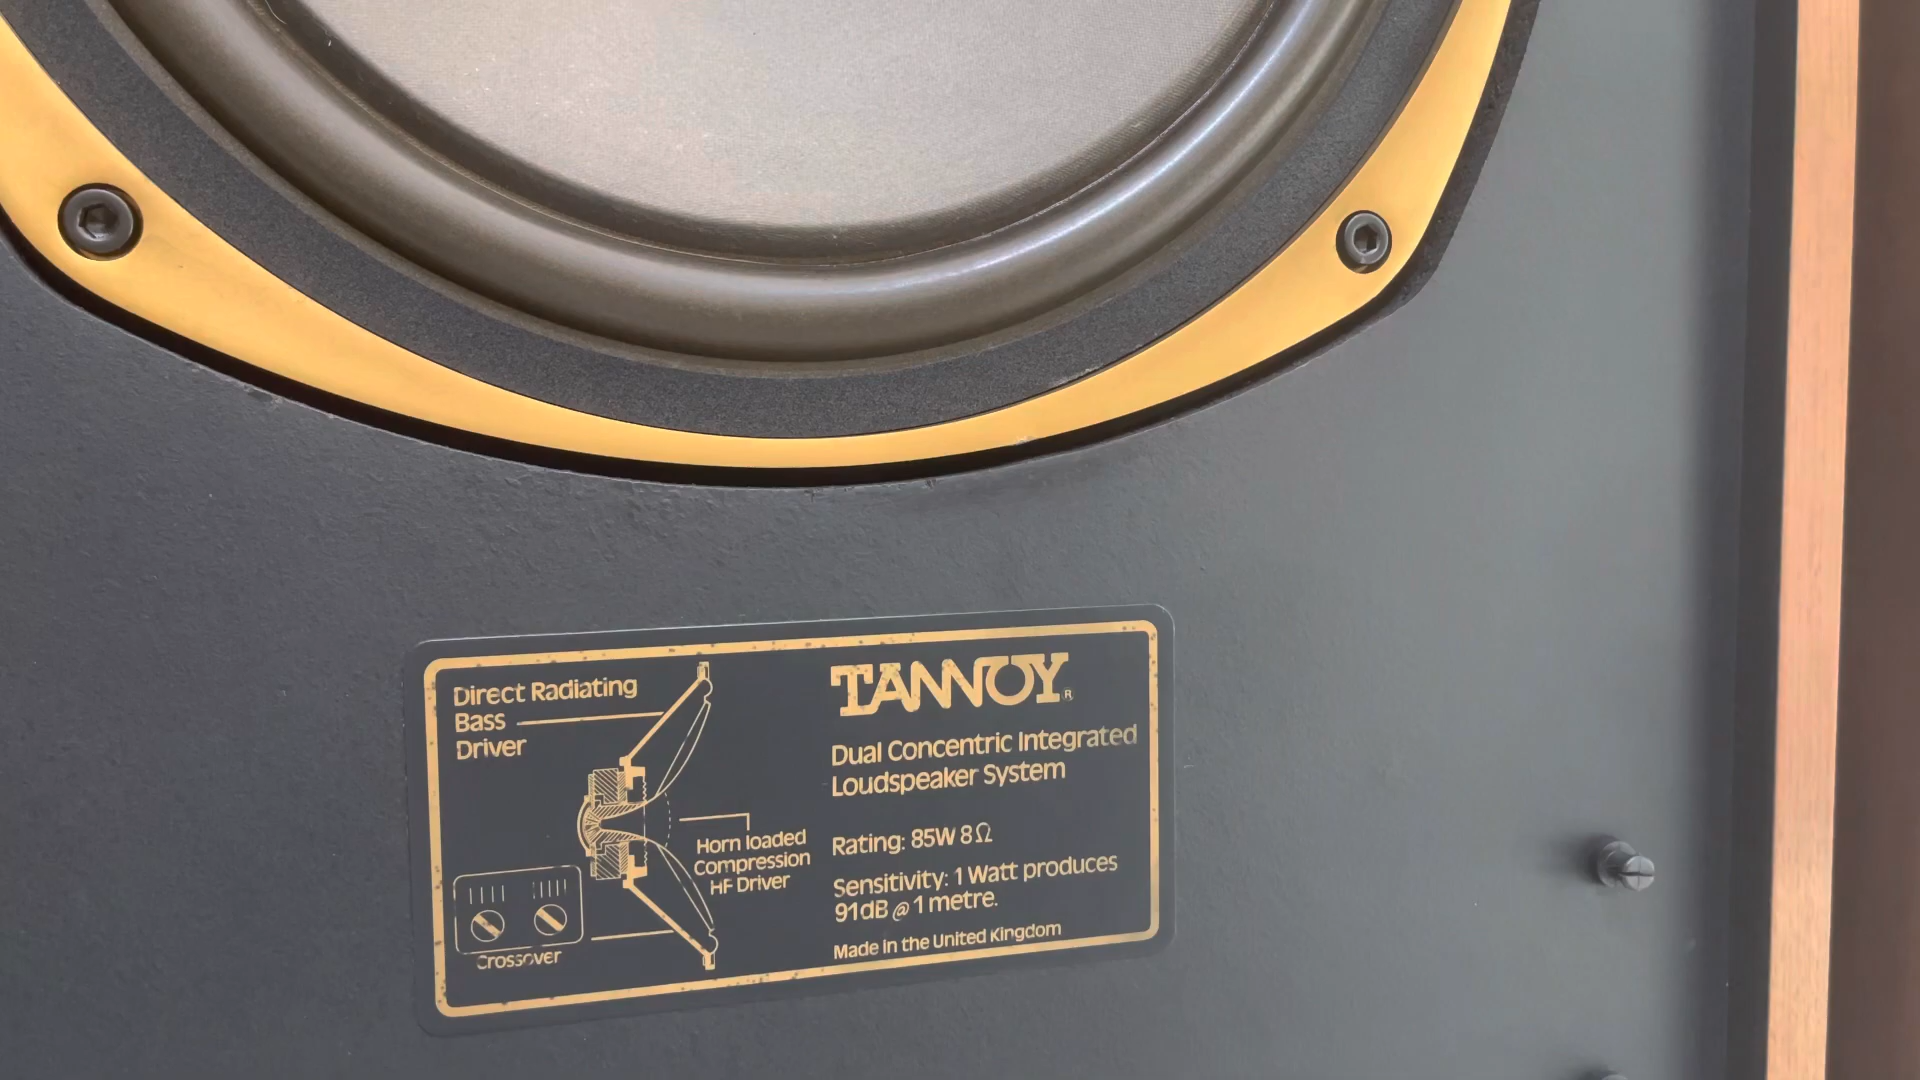 Direct Radiating
Bass
Driver
Horn loaded
Compression
HF Driver
Crossover
TANNOY®
Dual Concentric Integrated
Loudspeaker System
Rating: 85W 8Ω
Sensitivity: 1 Watt produces
91dB @ 1 metre.
Made in the United Kingdom